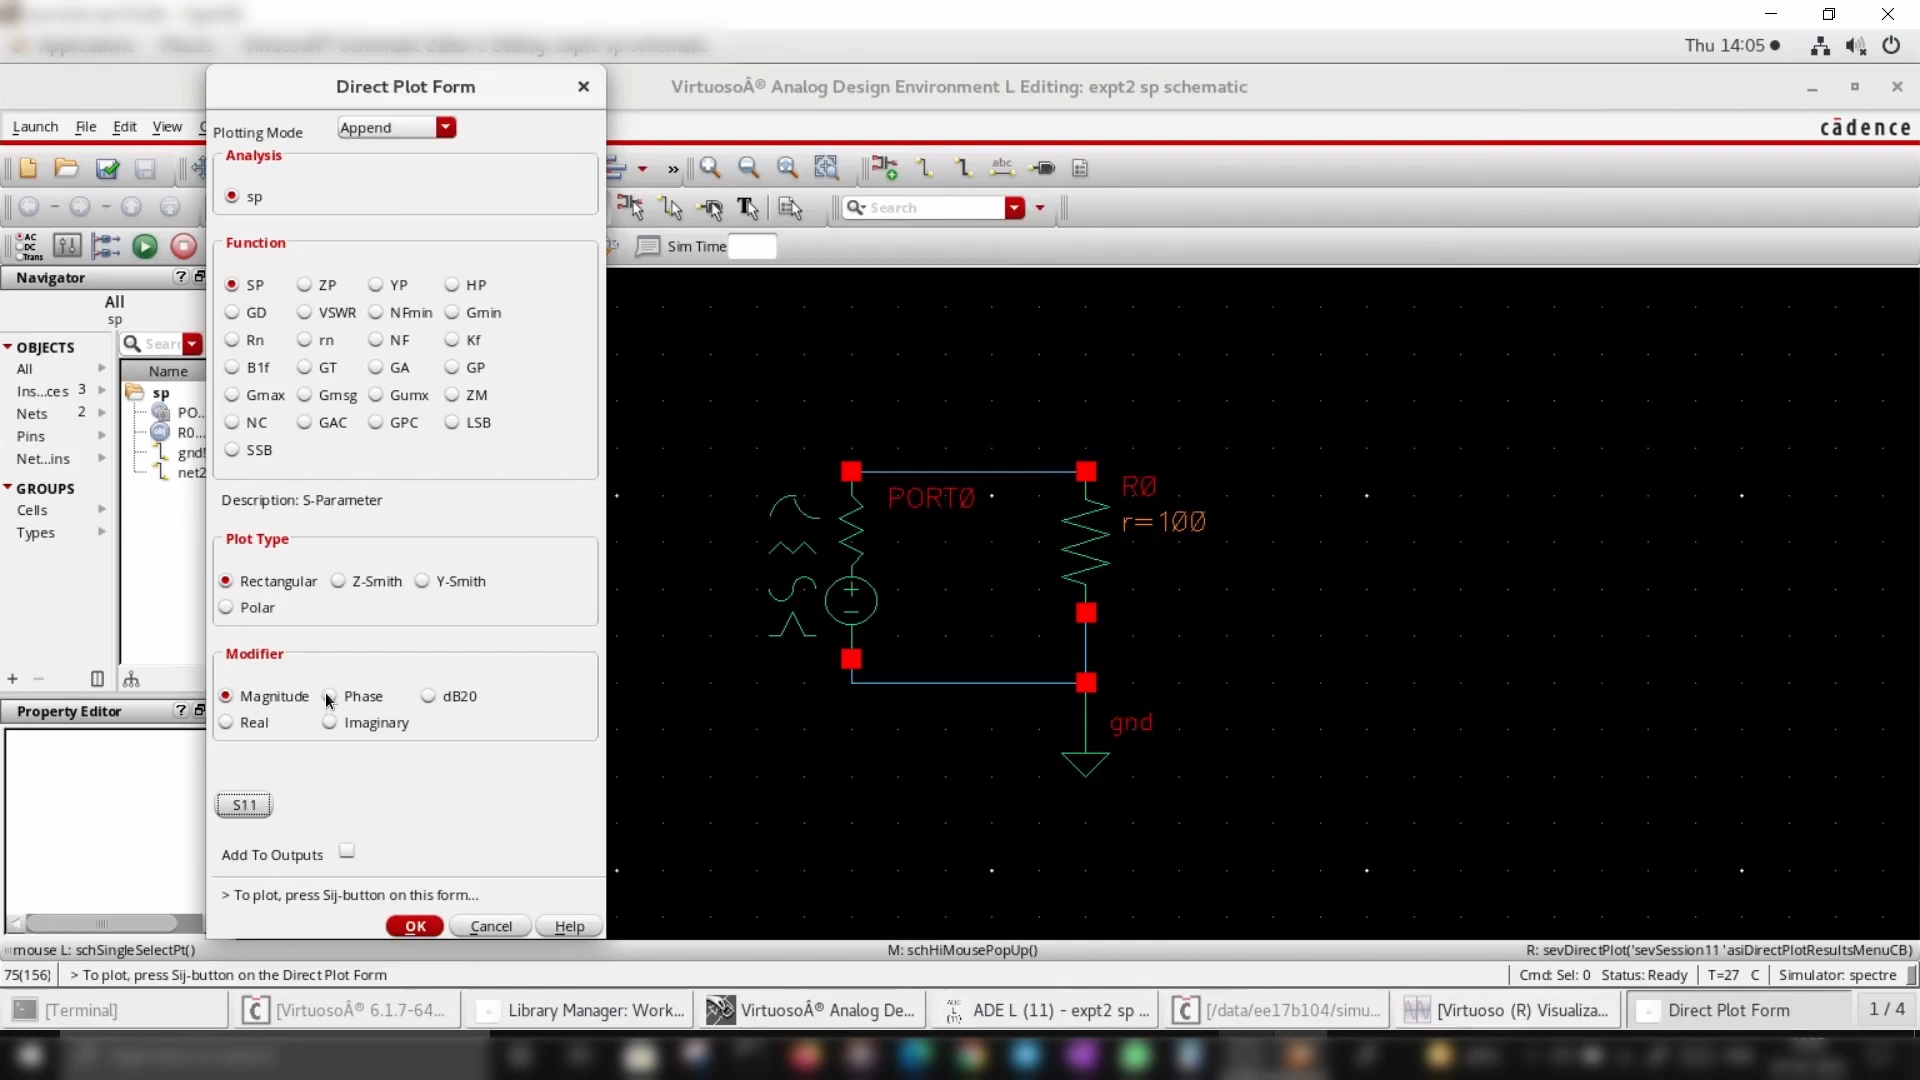 Thu 14:05
Direct Plot Form
VirtuosoÂ® Analog Design Environment L Editing: expt2 sp schematic
Launch File Edit View
Plotting Mode Append
cādence
Analysis
sp
Search
Function
AC
DC
Trans
Sim Time
Navigator
SP ZP YP HP
All
sp
GD VSWR NFmin Gmin
Rn rn NF Kf
OBJECTS
All
Ins...ces 3
Nets 2
Pins
Net...ins
GROUPS
Cells
Types
Sear
Name
sp
PO..
R0...
gnd!
net2
B1f GT GA GP
Gmax Gmsg Gumx ZM
NC GAC GPC LSB
SSB
Description: S-Parameter
Plot Type
Rectangular Z-Smith Y-Smith
Polar
Modifier
Magnitude Phase dB20
Real Imaginary
Property Editor
S11
Add To Outputs
> To plot, press Sij-button on this form...
OK Cancel Help
PORT0
R0
r=100
gnd
mouse L: schSingleSelectPt() M: schHiMousePopUp() R: sevDirectPlot('sevSession11 'asiDirectPlotResultsMenuCB)
75(156) > To plot, press Sij-button on the Direct Plot Form Cmd: Sel: 0 Status: Ready T=27 C Simulator: spectre
[Terminal] [VirtuosoÂ® 6.1.7-64... Library Manager: Work... VirtuosoÂ® Analog De... ADE L (11) - expt2 sp ... [/data/ee17b104/simu... [Virtuoso (R) Visualiza... Direct Plot Form 1 / 4